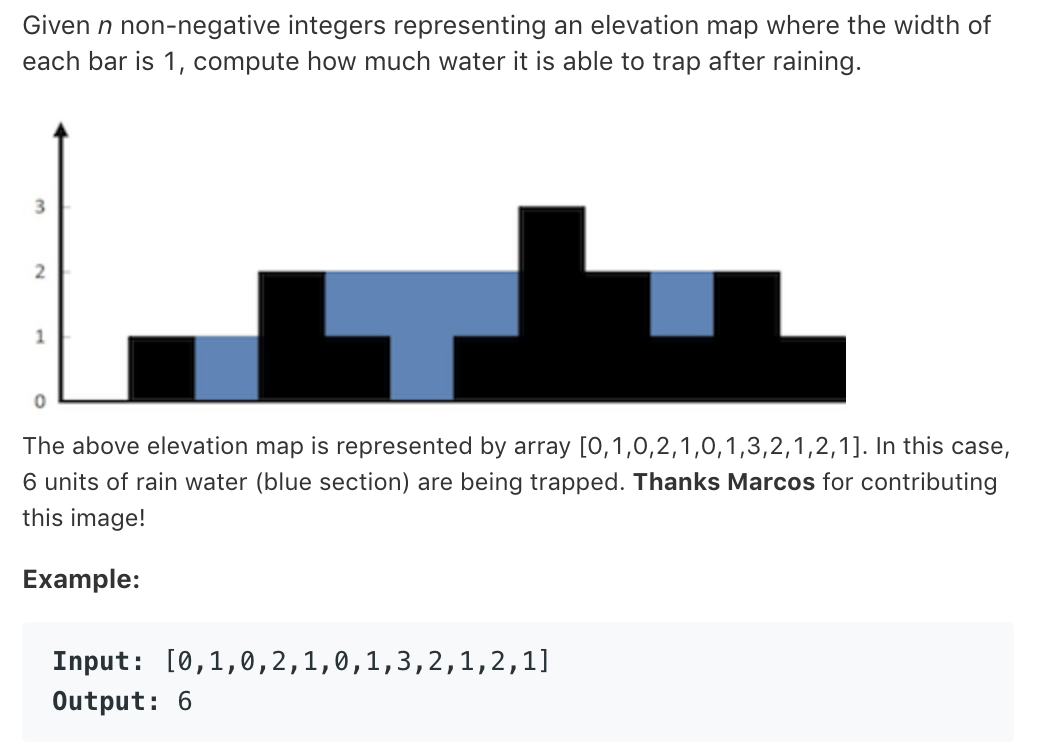 Given n non-negative integers representing an elevation map where the width of
each bar is 1, compute how much water it is able to trap after raining.
3
2
1
0
The above elevation map is represented by array [0,1,0,2,1,0,1,3,2,1,2,1]. In this case,
6 units of rain water (blue section) are being trapped. Thanks Marcos for contributing
this image!
Example:
Input: [0,1,0,2,1,0,1,3,2,1,2,1]
Output: 6